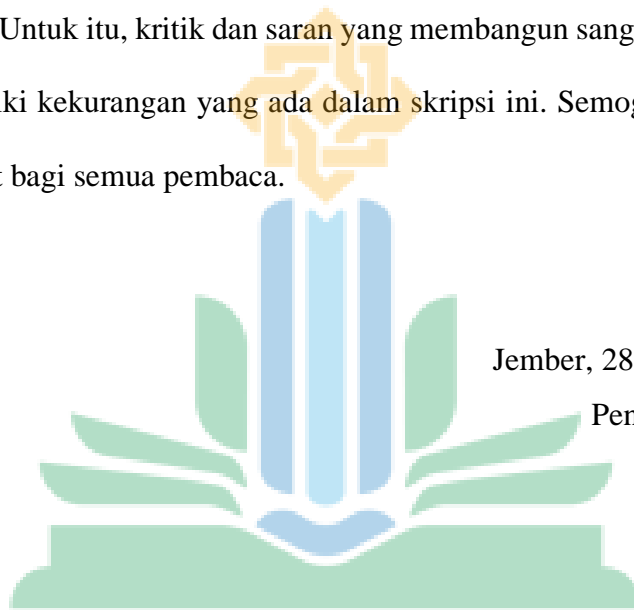 Untuk itu, kritik dan saran yang membangun sang
ki kekurangan yang ada dalam skripsi ini. Semog
t bagi semua pembaca.
Jember, 28
Pen